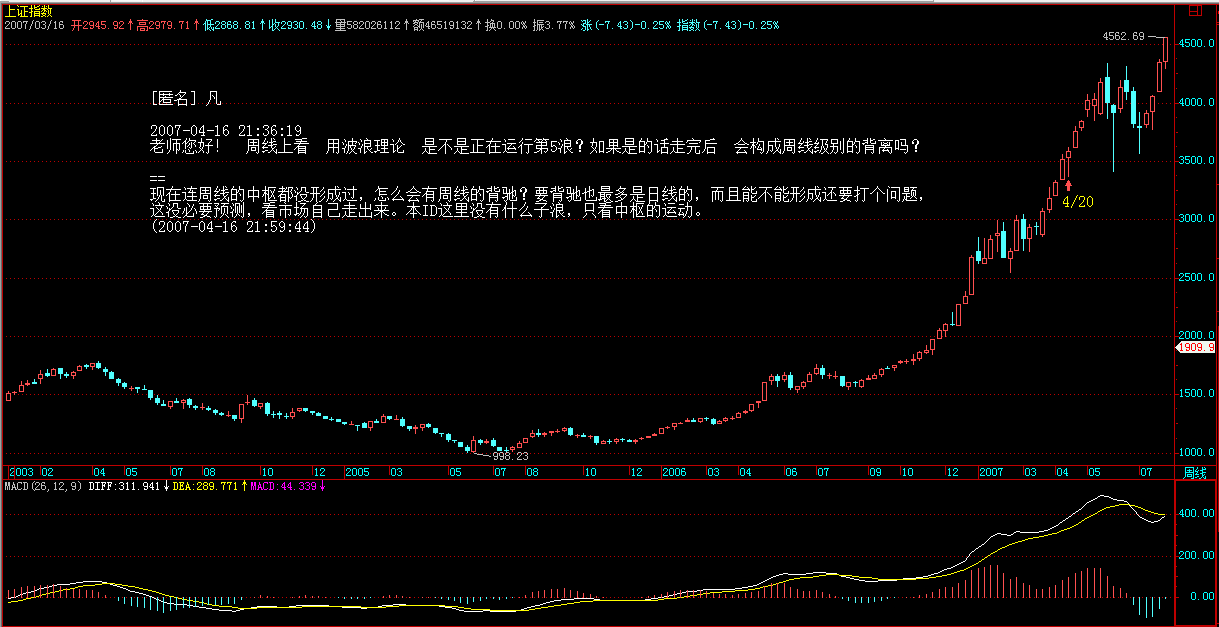 上证指数
2007/03/16 开2945.92↑高2979.71↑低2868.81↑收2930.48↓量582026112↑额46519132↑换0.00% 振3.77% 涨(-7.43)-0.25% 指数(-7.43)-0.25%
4562.69
4500.0
[匿名] 凡
4000.0
2007-04-16 21:36:19
老师您好! 周线上看 用波浪理论 是不是正在运行第5浪?如果是的话走完后 会构成周线级别的背离吗?
3500.0
==
现在连周线的中枢都没形成过,怎么会有周线的背驰?要背驰也最多是日线的,而且能不能形成还要打个问题,
这没必要预测,看市场自己走出来。本ID这里没有什么子浪,只看中枢的运动。
(2007-04-16 21:59:44)
4/20
3000.0
2500.0
2000.0
1909.9
1500.0
1000.0
998.23
2003 02 04 05 07 08 10 12 2005 03 05 07 08 10 12 2006 03 04 06 07 09 10 12 2007 03 04 05 07 周线
MACD(26,12,9) DIFF:311.941↓DEA:289.771↑MACD:44.339↓
400.00
200.00
0.00